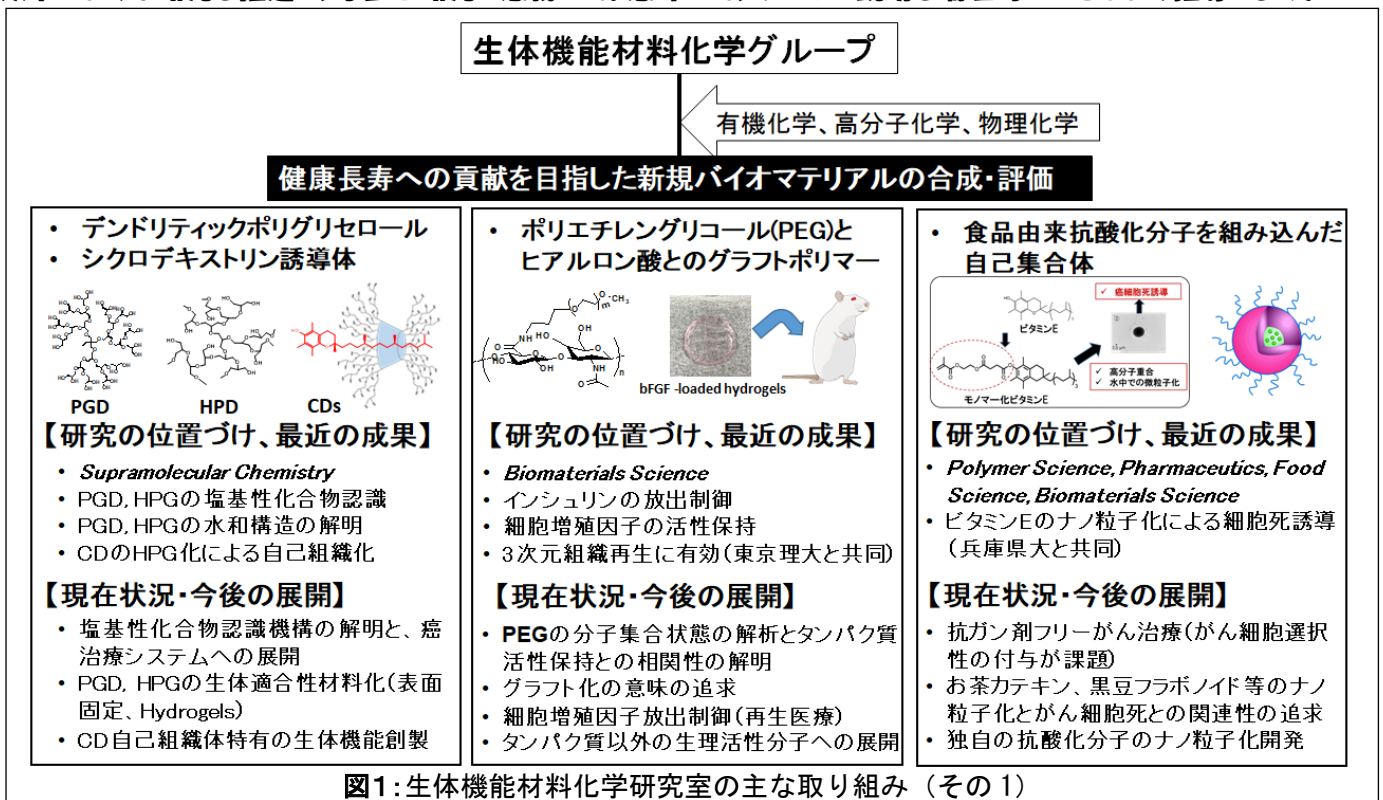 生体機能材料化学グループ
有機化学、高分子化学、物理化学
健康長寿への貢献を目指した新規バイオマテリアルの合成・評価
• デンドリティックポリグリセロール
• シクロデキストリン誘導体
PGD
HPD
CDs
【研究の位置づけ、最近の成果】
• Supramolecular Chemistry
• PGD, HPGの塩基性化合物認識
• PGD, HPGの水和構造の解明
• CDのHPG化による自己組織化
【現在状況・今後の展開】
• 塩基性化合物認識機構の解明と、癌
治療システムへの展開
• PGD, HPGの生体適合性材料化(表面
固定、Hydrogels)
• CD自己組織体特有の生体機能創製
• ポリエチレングリコール(PEG)と
ヒアルロン酸とのグラフトポリマー
bFGF -loaded hydrogels
【研究の位置づけ、最近の成果】
• Biomaterials Science
• インシュリンの放出制御
• 細胞増殖因子の活性保持
• 3次元組織再生に有効(東京理大と共同)
【現在状況・今後の展開】
• PEGの分子集合状態の解析とタンパク質
活性保持との相関性の解明
• グラフト化の意味の追求
• 細胞増殖因子放出制御(再生医療)
• タンパク質以外の生理活性分子への展開
• 食品由来抗酸化分子を組み込んだ
自己集合体
✓ 癌細胞死誘導
ビタミンE
✓ 高分子重合
✓ 水中での微粒子化
モノマー化ビタミンE
【研究の位置づけ、最近の成果】
• Polymer Science, Pharmaceutics, Food
Science, Biomaterials Science
• ビタミンEのナノ粒子化による細胞死誘導
(兵庫県大と共同)
【現在状況・今後の展開】
• 抗ガン剤フリーがん治療(がん細胞選択
性の付与が課題)
• お茶カテキン、黒豆フラボノイド等のナノ
粒子化とがん細胞死との関連性の追求
• 独自の抗酸化分子のナノ粒子化開発
図1:生体機能材料化学研究室の主な取り組み(その1)